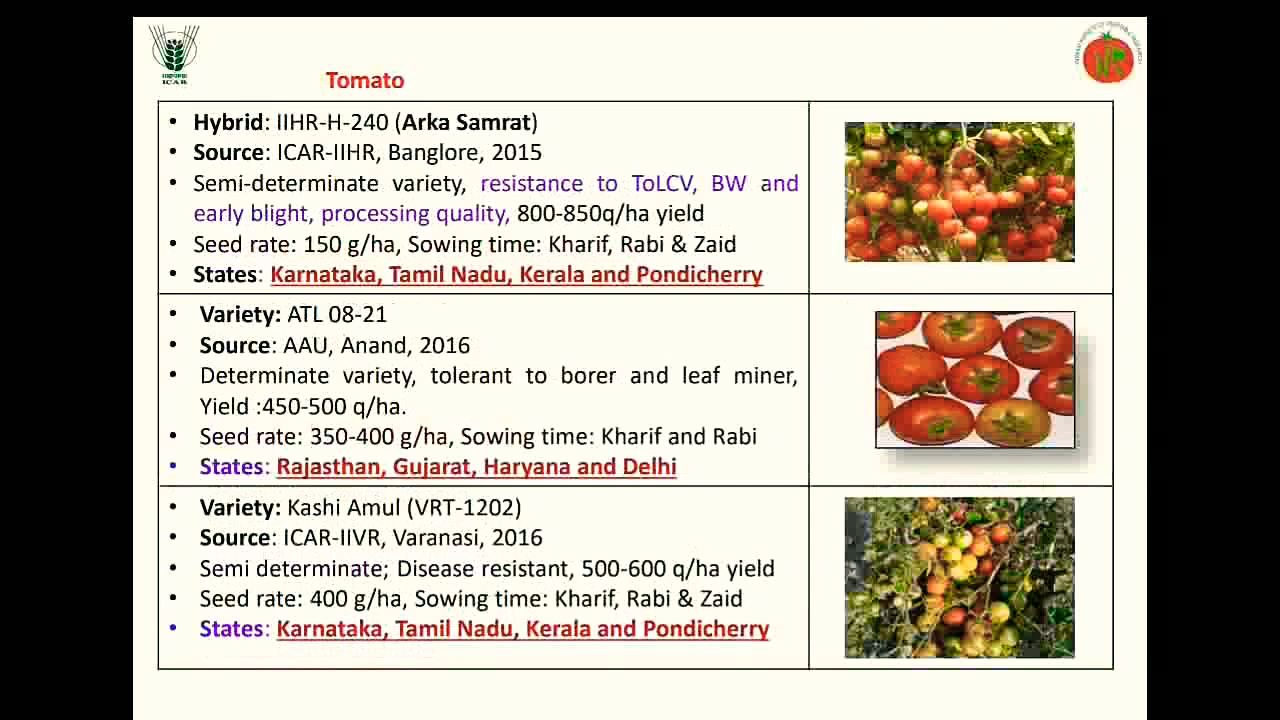 ICAR
Tomato
• Hybrid: IIHR-H-240 (Arka Samrat)
• Source: ICAR-IIHR, Banglore, 2015
• Semi-determinate variety, resistance to ToLCV, BW and
early blight, processing quality, 800-850q/ha yield
• Seed rate: 150 g/ha, Sowing time: Kharif, Rabi & Zaid
• States: Karnataka, Tamil Nadu, Kerala and Pondicherry
• Variety: ATL 08-21
• Source: AAU, Anand, 2016
• Determinate variety, tolerant to borer and leaf miner,
Yield :450-500 q/ha.
• Seed rate: 350-400 g/ha, Sowing time: Kharif and Rabi
• States: Rajasthan, Gujarat, Haryana and Delhi
• Variety: Kashi Amul (VRT-1202)
• Source: ICAR-IIVR, Varanasi, 2016
• Semi determinate; Disease resistant, 500-600 q/ha yield
• Seed rate: 400 g/ha, Sowing time: Kharif, Rabi & Zaid
• States: Karnataka, Tamil Nadu, Kerala and Pondicherry